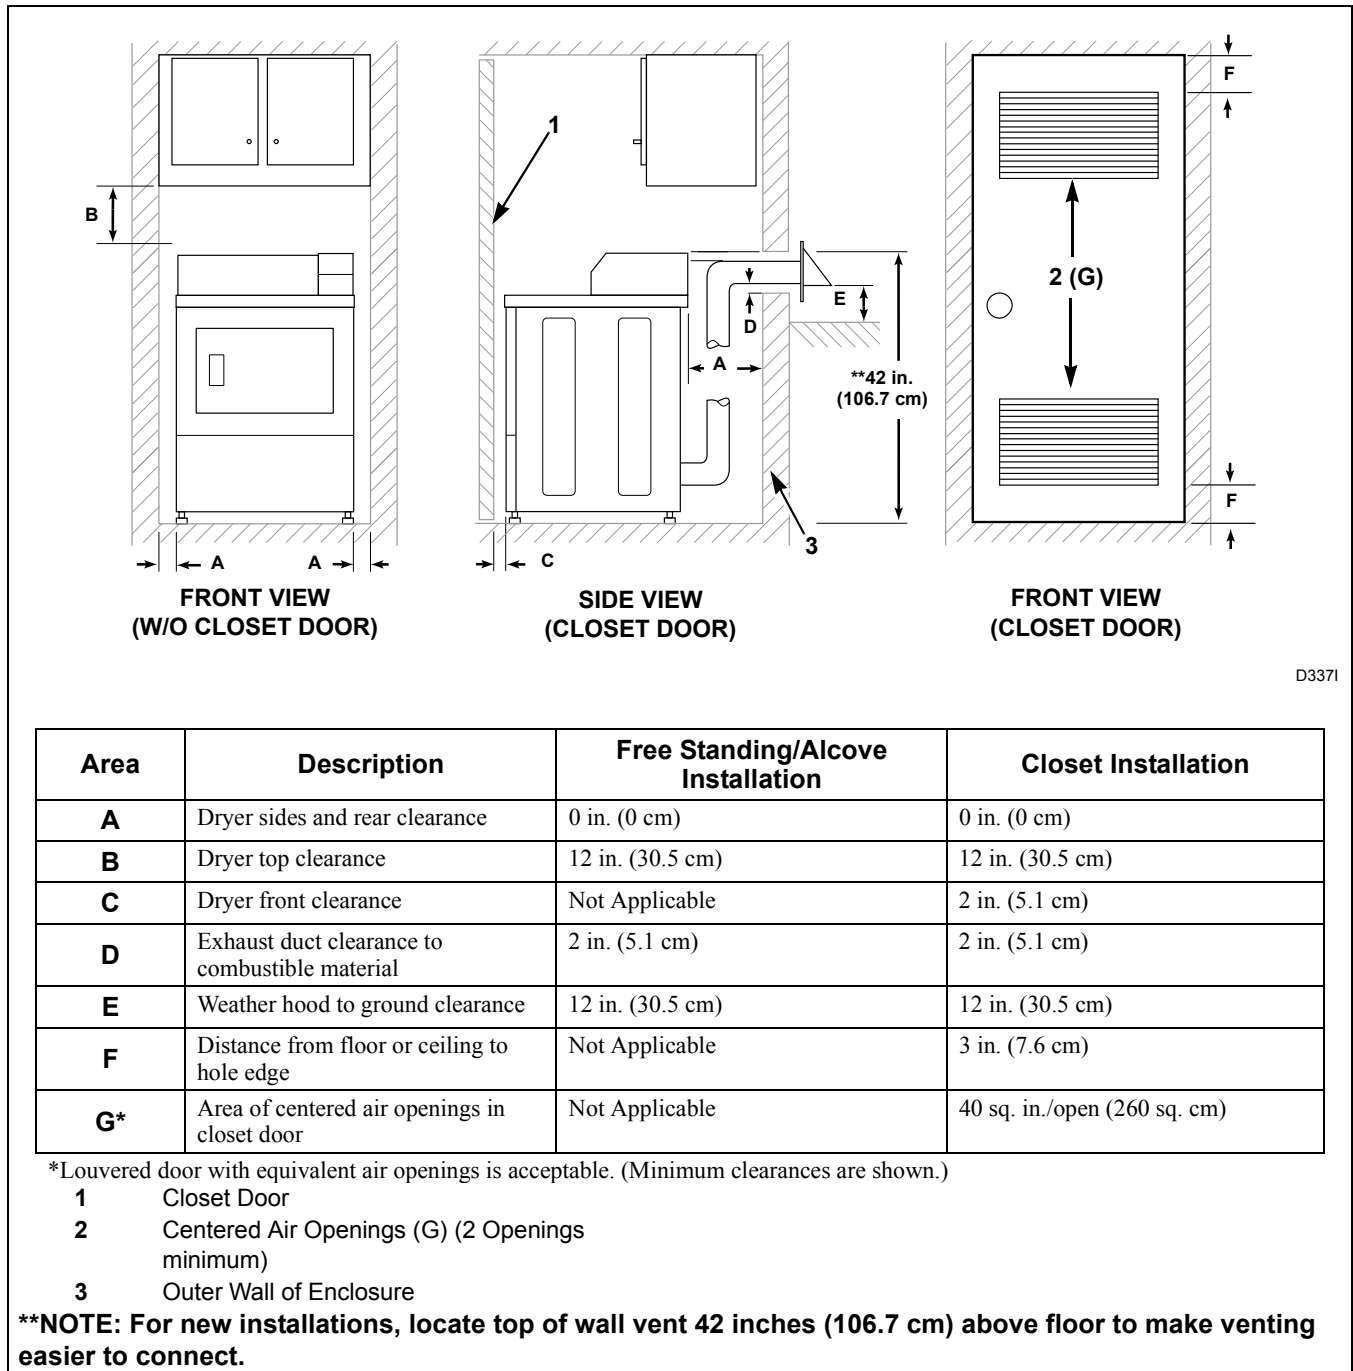 1
F
B
2 (G)
E
D
A
**42 in.
(106.7 cm)
F
3
A
A
C
FRONT VIEW
(W/O CLOSET DOOR)
SIDE VIEW
(CLOSET DOOR)
FRONT VIEW
(CLOSET DOOR)
D337I
Area
Description
Free Standing/Alcove
Installation
Closet Installation
A
Dryer sides and rear clearance
0 in. (0 cm)
0 in. (0 cm)
B
Dryer top clearance
12 in. (30.5 cm)
12 in. (30.5 cm)
C
Dryer front clearance
Not Applicable
2 in. (5.1 cm)
D
Exhaust duct clearance to
combustible material
2 in. (5.1 cm)
2 in. (5.1 cm)
E
Weather hood to ground clearance
12 in. (30.5 cm)
12 in. (30.5 cm)
F
Distance from floor or ceiling to
hole edge
Not Applicable
3 in. (7.6 cm)
G*
Area of centered air openings in
closet door
Not Applicable
40 sq. in./open (260 sq. cm)
*Louvered door with equivalent air openings is acceptable. (Minimum clearances are shown.)
1 Closet Door
2 Centered Air Openings (G) (2 Openings
minimum)
3 Outer Wall of Enclosure
**NOTE: For new installations, locate top of wall vent 42 inches (106.7 cm) above floor to make venting
easier to connect.